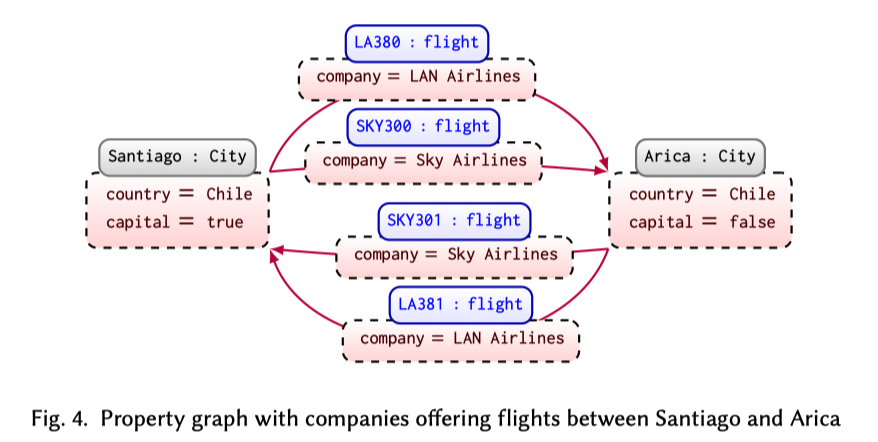 LA380 : flight
company = LAN Airlines
SKY300 : flight
company = Sky Airlines
Santiago : City
country = Chile
capital = true
Arica : City
country = Chile
capital = false
SKY301 : flight
company = Sky Airlines
LA381 : flight
company = LAN Airlines
Fig. 4. Property graph with companies offering flights between Santiago and Arica